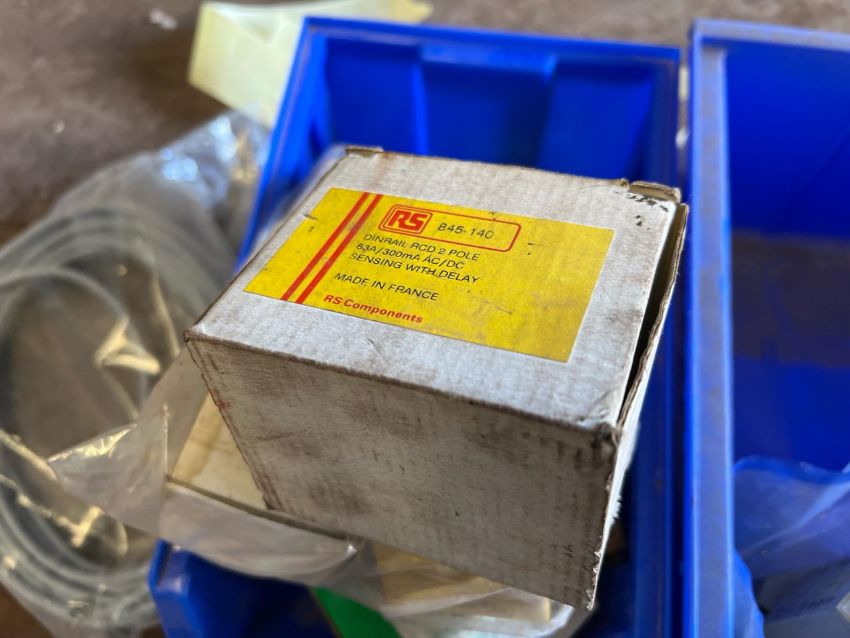 RS 845-140
DINRAIL RCD 2 POLE
63A/300mA AC/DC
SENSING WITH DELAY
MADE IN FRANCE
RS Components